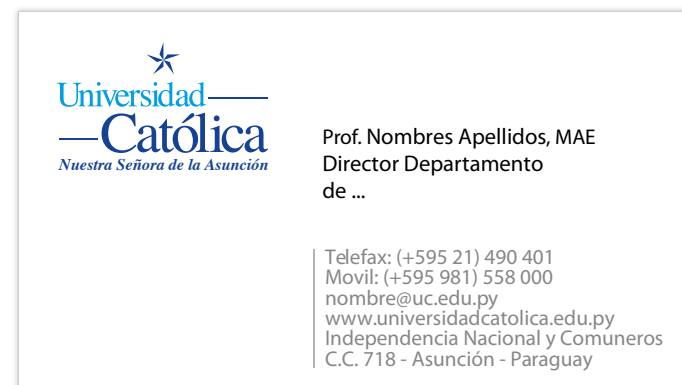 Universidad
Católica
Nuestra Señora de la Asunción
Prof. Nombres Apellidos, MAE
Director Departamento
de ...
Telefax: (+595 21) 490 401
Movil: (+595 981) 558 000
nombre@uc.edu.py
www.universidadcatolica.edu.py
Independencia Nacional y Comuneros
C.C. 718 - Asunción - Paraguay